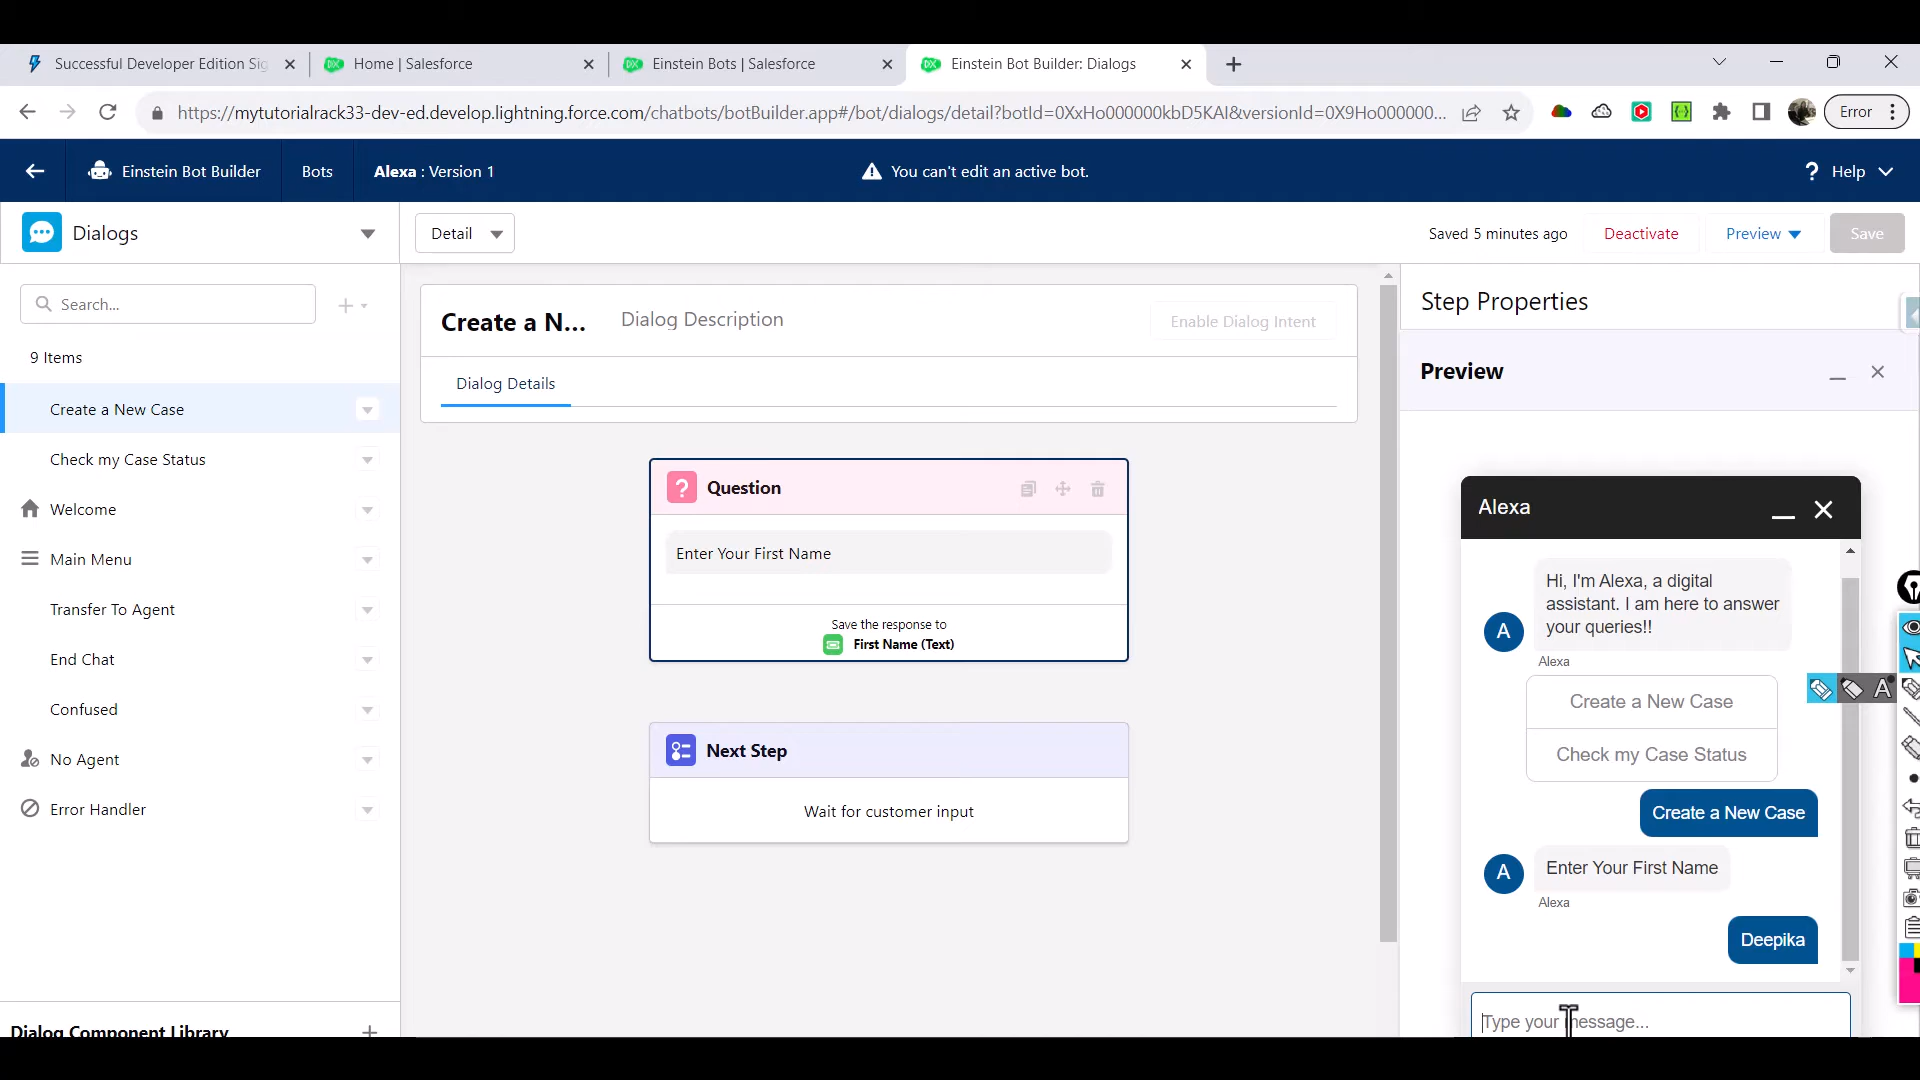 Successful Developer Edition Sig
Home | Salesforce
Einstein Bots | Salesforce
Einstein Bot Builder: Dialogs
https://mytutorialrack33-dev-ed.develop.lightning.force.com/chatbots/botBuilder.app#/bot/dialogs/detail?botId=0XxHo000000kbD5KAI&versionId=0X9Ho000000...
Error
Einstein Bot Builder
Bots
Alexa : Version 1
You can't edit an active bot.
? Help
Dialogs
Detail
Saved 5 minutes ago
Deactivate
Preview
Save
Search...
9 Items
Create a New Case
Check my Case Status
Welcome
Main Menu
Transfer To Agent
End Chat
Confused
No Agent
Error Handler
Dialog Component Library
Create a N...
Dialog Description
Enable Dialog Intent
Dialog Details
? Question
Enter Your First Name
Save the response to
First Name (Text)
Next Step
Wait for customer input
Step Properties
Preview
Alexa
Hi, I'm Alexa, a digital
assistant. I am here to answer
your queries!!
A
Alexa
Create a New Case
Check my Case Status
Create a New Case
A
Enter Your First Name
Alexa
Deepika
Type your message...
A